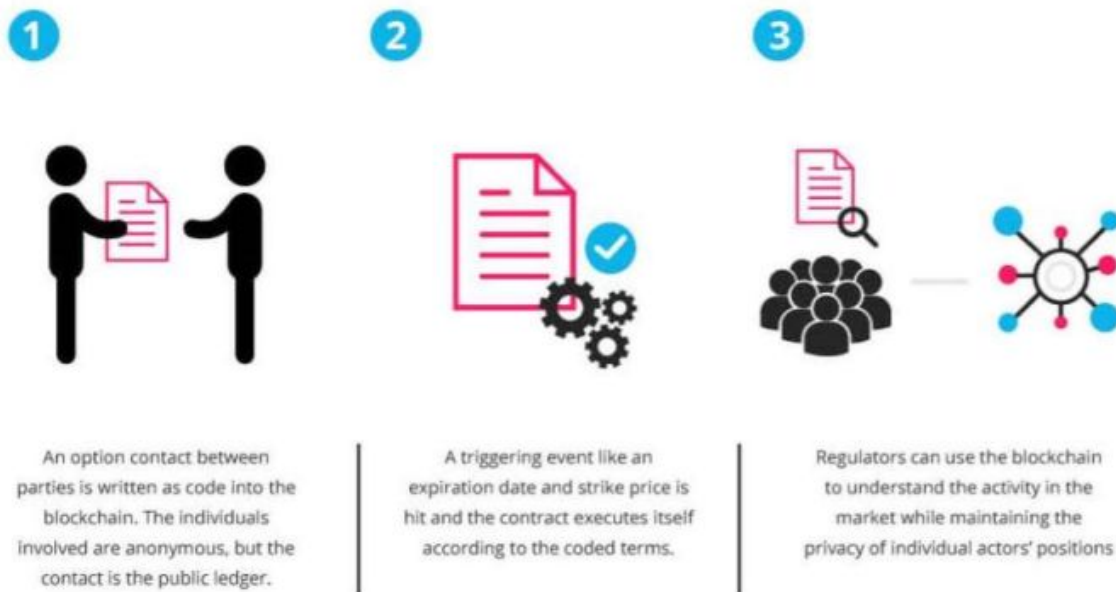 1
2
3
An option contact between
parties is written as code into the
blockchain. The individuals
involved are anonymous, but the
contact is the public ledger.
A triggering event like an
expiration date and strike price is
hit and the contract executes itself
according to the coded terms.
Regulators can use the blockchain
to understand the activity in the
market while maintaining the
privacy of individual actors' positions